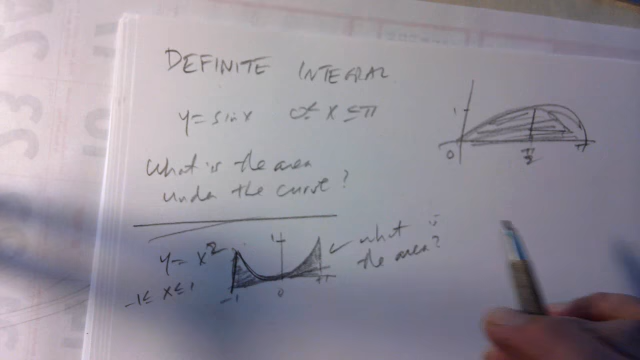 DEFINITE INTEGRAL
y = sin x 0 ≤ x ≤ π
1
0 π/2 π
What is the area
under the curve?
y = x²
-1 ≤ x ≤ 1
1
-1 0 +1
what is
the area?